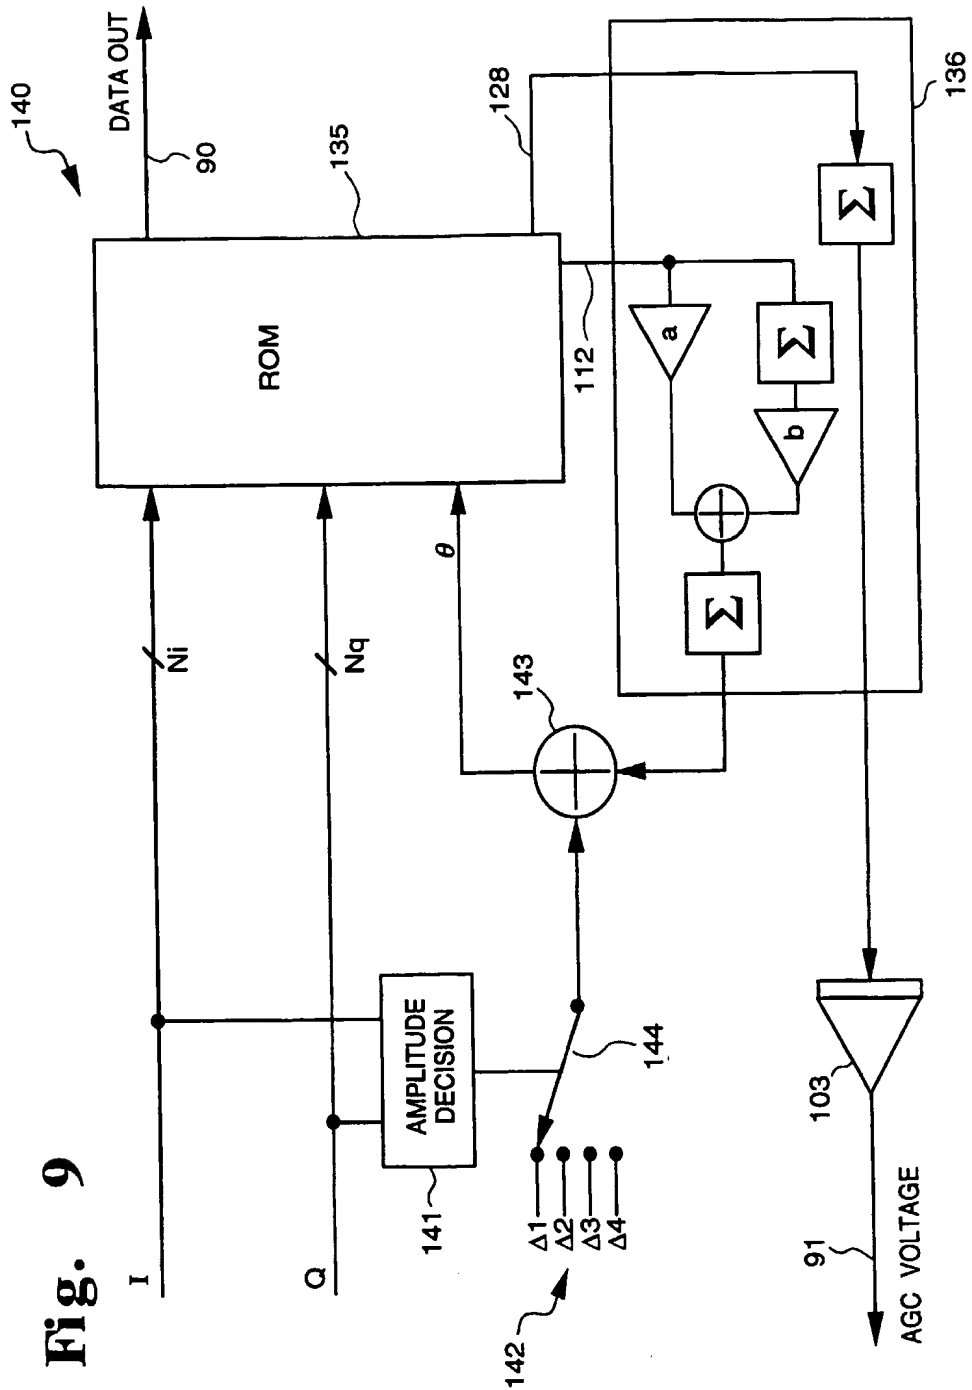 Fig. 9
140
DATA OUT
90
135
ROM
128
136
112
a
b
Σ
Σ
Σ
θ
I
Ni
Q
Nq
143
AMPLITUDE
DECISION
141
144
Δ1
Δ2
Δ3
Δ4
142
103
91
AGC VOLTAGE